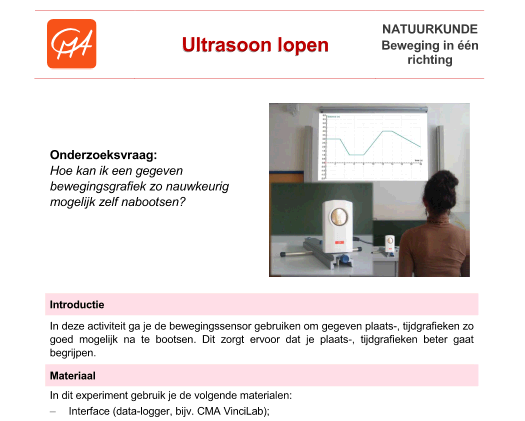 CMA
Ultrasoon lopen
NATUURKUNDE
Beweging in één
richting
Onderzoeksvraag:
Hoe kan ik een gegeven
bewegingsgrafiek zo nauwkeurig
mogelijk zelf nabootsen?
Introductie
In deze activiteit ga je de bewegingssensor gebruiken om gegeven plaats-, tijdgrafieken zo
goed mogelijk na te bootsen. Dit zorgt ervoor dat je plaats-, tijdgrafieken beter gaat
begrijpen.
Materiaal
In dit experiment gebruik je de volgende materialen:
– Interface (data-logger, bijv. CMA VinciLab);